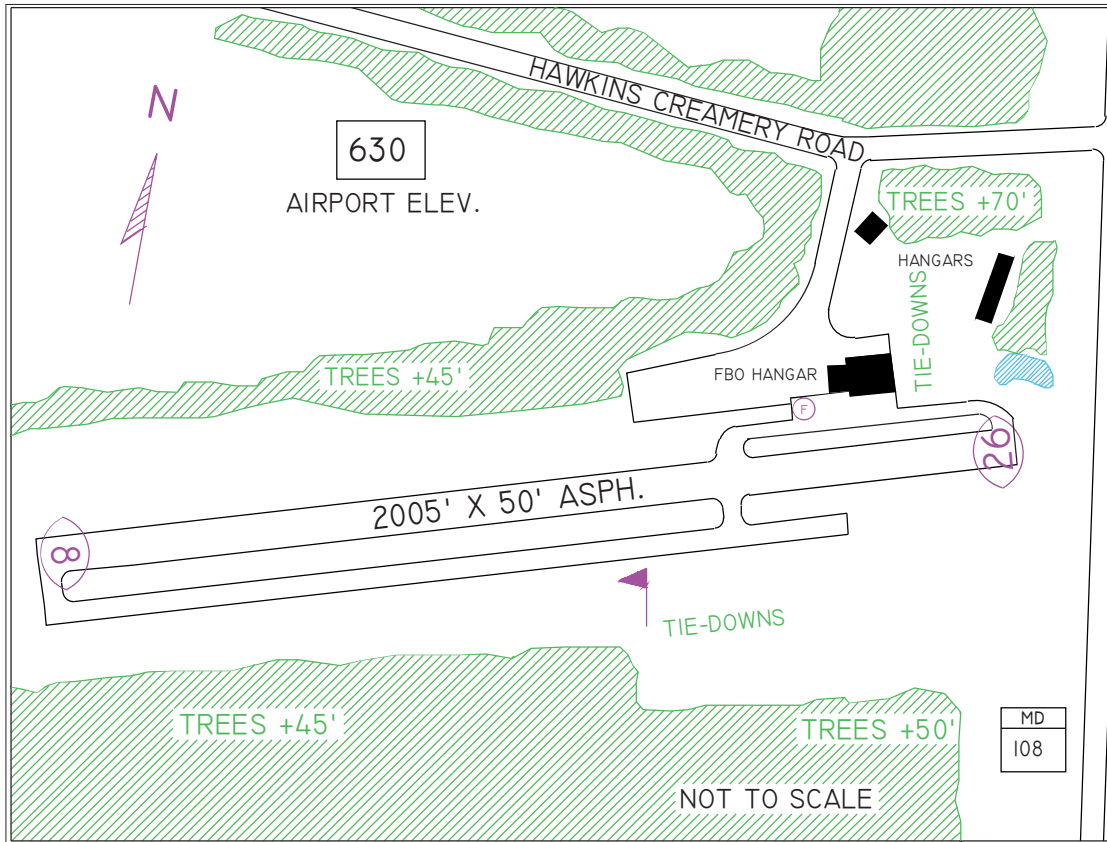 HAWKINS CREAMERY ROAD
N
630
AIRPORT ELEV.
TREES +70'
HANGARS
TIE-DOWNS
TREES +45'
FBO HANGAR
F
26
2005' X 50' ASPH.
8
TIE-DOWNS
TREES +45'
TREES +50'
MD
108
NOT TO SCALE